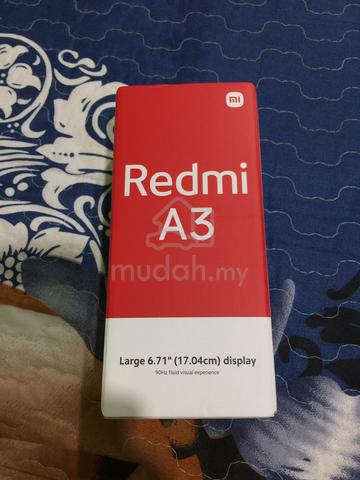 mi
Redmi
A3
mudah.my
Large 6.71" (17.04cm) display
90Hz fluid visual experience